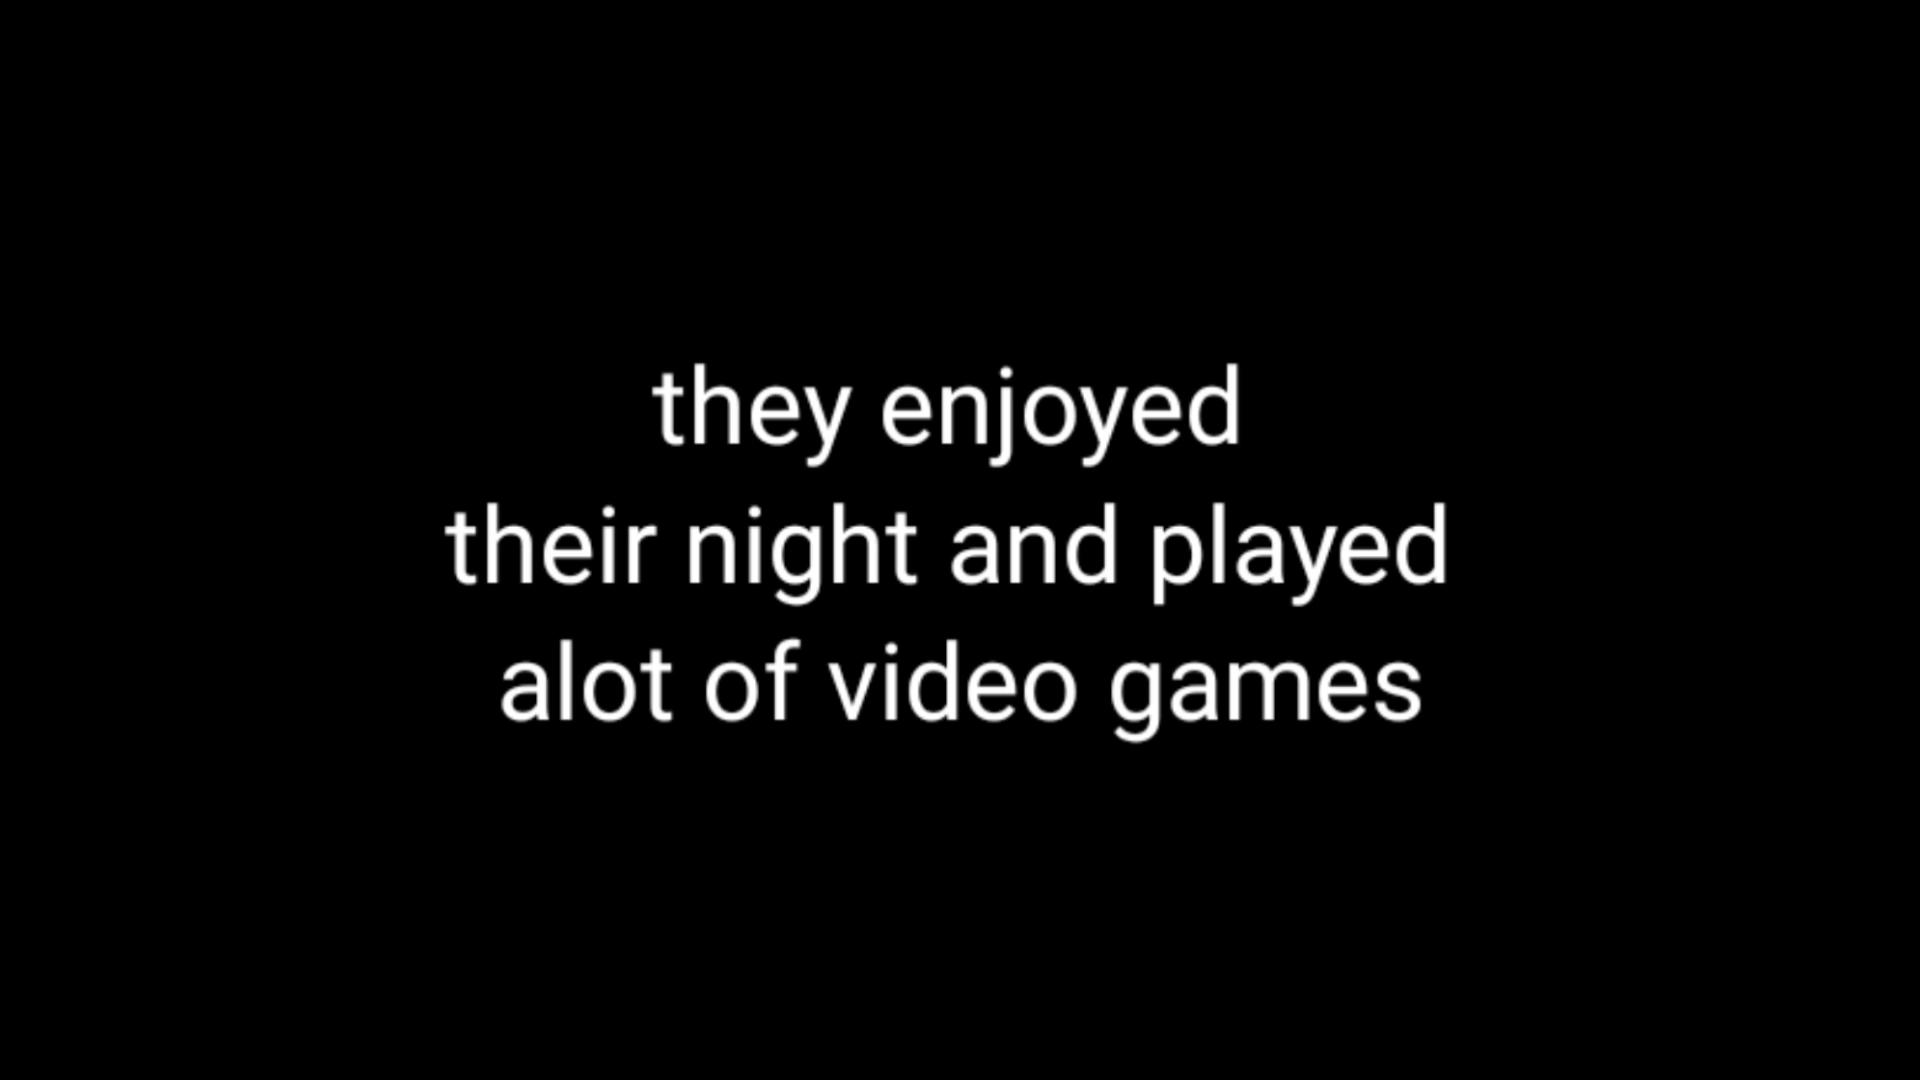 they enjoyed
their night and played
alot of video games